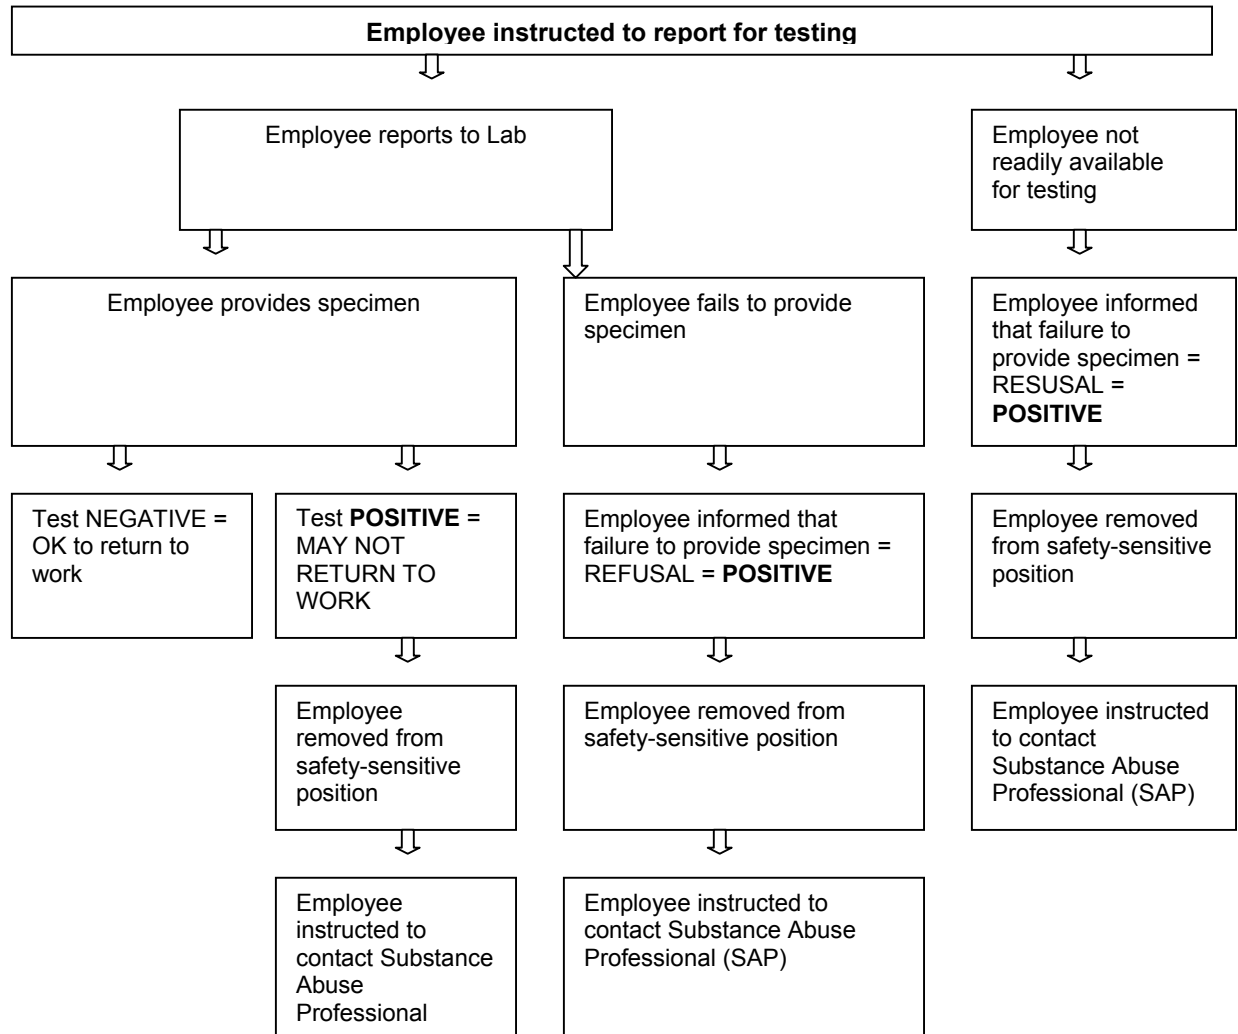 Employee instructed to report for testing
Employee reports to Lab
Employee not
readily available
for testing
Employee provides specimen
Employee fails to provide
specimen
Employee informed
that failure to
provide specimen =
RESUSAL =
POSITIVE
Test NEGATIVE =
OK to return to
work
Test POSITIVE =
MAY NOT
RETURN TO
WORK
Employee informed that
failure to provide specimen =
REFUSAL = POSITIVE
Employee removed
from safety-sensitive
position
Employee
removed from
safety-sensitive
position
Employee removed from
safety-sensitive position
Employee instructed
to contact
Substance Abuse
Professional (SAP)
Employee
instructed to
contact Substance
Abuse
Professional
Employee instructed to
contact Substance Abuse
Professional (SAP)